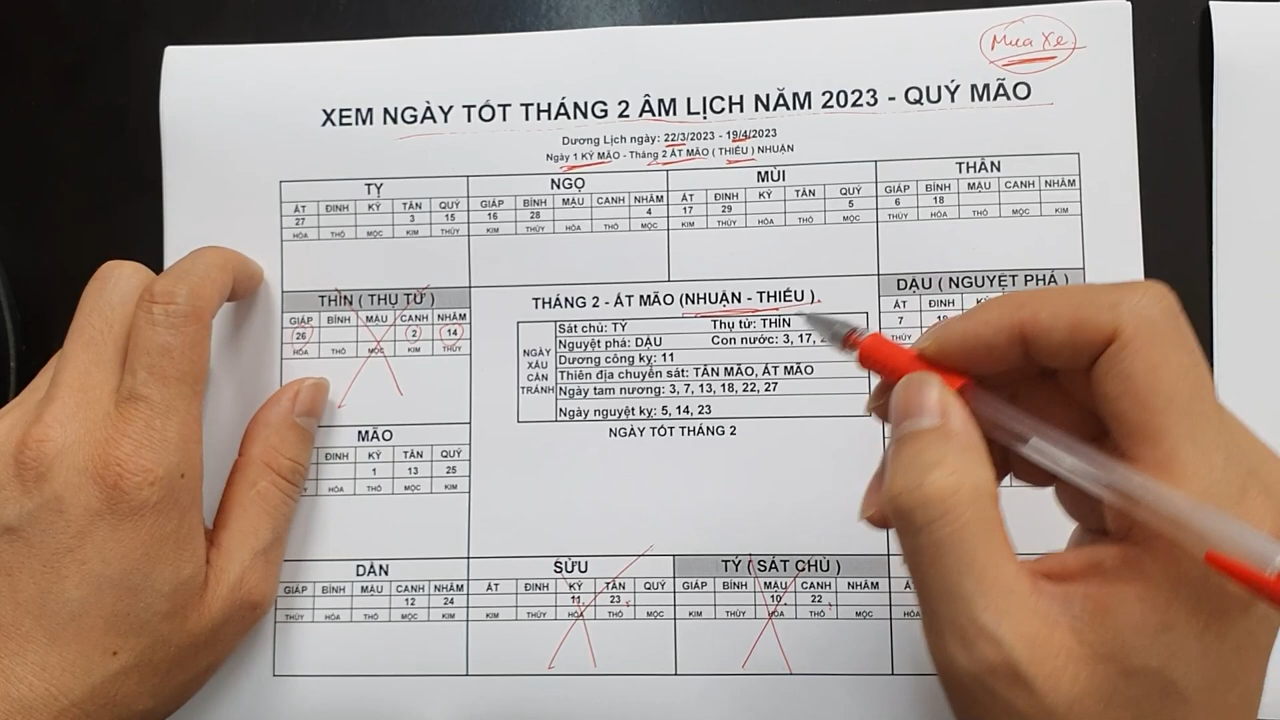 Mua Xe
XEM NGÀY TỐT THÁNG 2 ÂM LỊCH NĂM 2023 - QUÝ MÃO
Dương Lịch ngày: 22/3/2023 - 19/4/2023
Ngày 1 KỶ MÃO - Tháng 2 ẤT MÃO ( THIẾU ) NHUẬN
TỴ
ẤT ĐINH KỶ TÂN QUÝ
27 3 15
HỎA THỔ MỘC KIM THỦY
NGỌ
GIÁP BÍNH MẬU CANH NHÂM
16 28 4
KIM THỦY HỎA THỔ MỘC
MÙI
ẤT ĐINH KỶ TÂN QUÝ
17 29 5
KIM THỦY HỎA THỔ MỘC
THÂN
GIÁP BÍNH MẬU CANH NHÂM
6 18
THỦY HỎA THỔ MỘC KIM
THÌN ( THỤ TỬ )
GIÁP BÍNH MẬU CANH NHÂM
26 2 14
HỎA THỔ MỘC KIM THỦY
THÁNG 2 - ẤT MÃO (NHUẬN - THIẾU ).
NGÀY XẤU CẦN TRÁNH
Sát chủ: TÝ Thụ tử: THÌN
Nguyệt phá: DẬU Con nước: 3, 17,
Dương công kỵ: 11
Thiên địa chuyển sát: TÂN MÃO, ẤT MÃO
Ngày tam nương: 3, 7, 13, 18, 22, 27
Ngày nguyệt kỵ: 5, 14, 23
NGÀY TỐT THÁNG 2
DẬU ( NGUYỆT PHÁ )
ẤT ĐINH
7
MÃO
ĐINH KỶ TÂN QUÝ
1 13 25
HỎA THỔ MỘC KIM
DẦN
GIÁP BÍNH MẬU CANH NHÂM
12 24
THỦY HỎA THỔ MỘC KIM
SỬU
ẤT ĐINH KỶ TÂN QUÝ
11 23
KIM THỦY HỎA THỔ MỘC
TÝ ( SÁT CHỦ )
GIÁP BÍNH MẬU CANH NHÂM
10 22
KIM THỦY HỎA THỔ MỘC